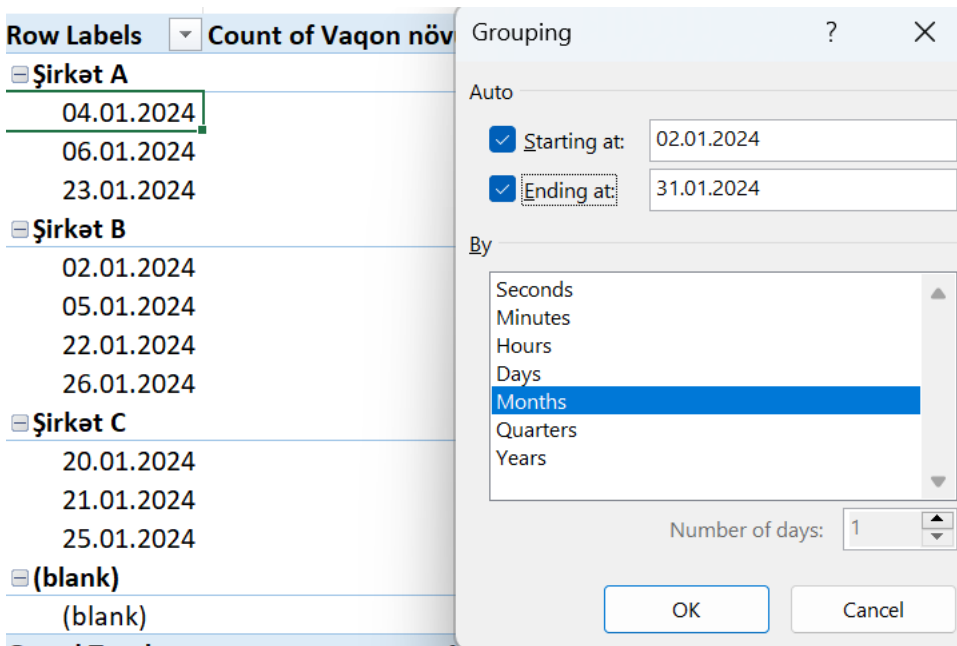 Row Labels Count of Vaqon növ
Şirkət A
04.01.2024
06.01.2024
23.01.2024
Şirkət B
02.01.2024
05.01.2024
22.01.2024
26.01.2024
Şirkət C
20.01.2024
21.01.2024
25.01.2024
(blank)
(blank)
Grouping ?
Auto
Starting at: 02.01.2024
Ending at: 31.01.2024
By
Seconds
Minutes
Hours
Days
Months
Quarters
Years
Number of days: 1
OK Cancel